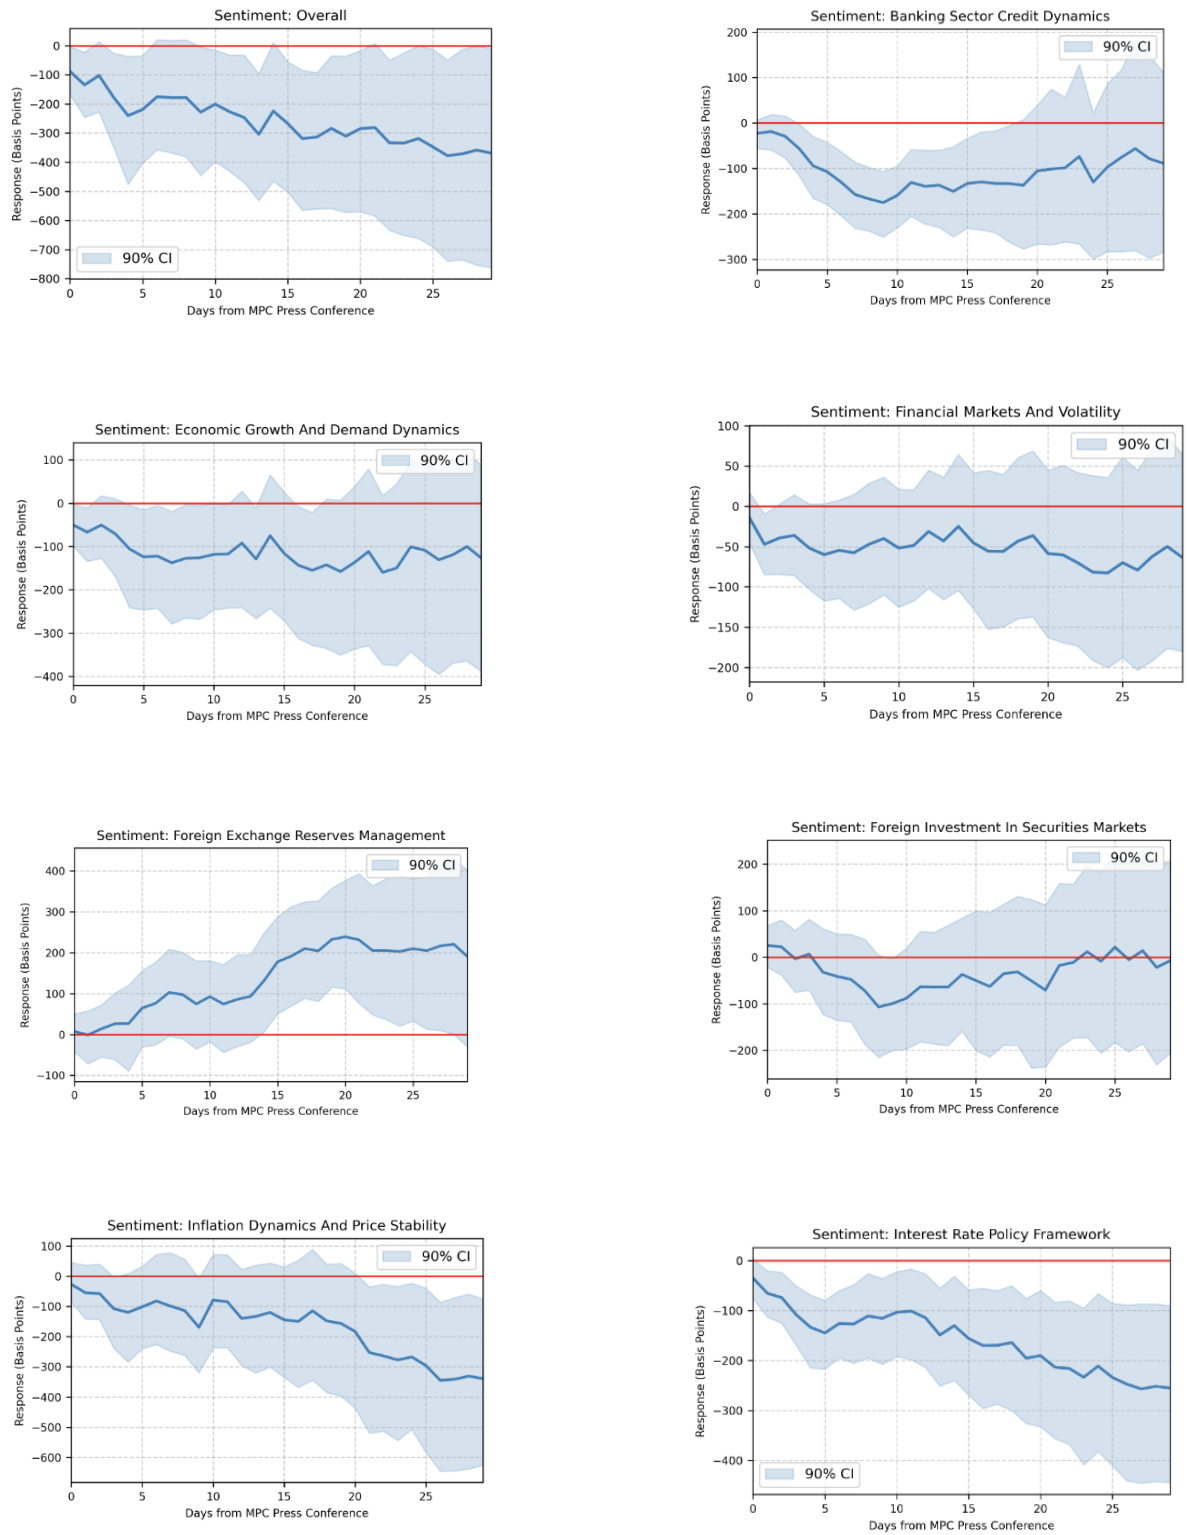 Sentiment: Overall
Response (Basis Points)
0
−100
−200
−300
−400
−500
−600
−700
−800
90% CI
0 5 10 15 20 25
Days from MPC Press Conference
Sentiment: Banking Sector Credit Dynamics
Response (Basis Points)
200
100
0
−100
−200
−300
90% CI
0 5 10 15 20 25
Days from MPC Press Conference
Sentiment: Economic Growth And Demand Dynamics
Response (Basis Points)
100
0
−100
−200
−300
−400
90% CI
0 5 10 15 20 25
Days from MPC Press Conference
Sentiment: Financial Markets And Volatility
Response (Basis Points)
100
50
0
−50
−100
−150
−200
90% CI
0 5 10 15 20 25
Days from MPC Press Conference
Sentiment: Foreign Exchange Reserves Management
Response (Basis Points)
400
300
200
100
0
−100
90% CI
0 5 10 15 20 25
Days from MPC Press Conference
Sentiment: Foreign Investment In Securities Markets
Response (Basis Points)
200
100
0
−100
−200
90% CI
0 5 10 15 20 25
Days from MPC Press Conference
Sentiment: Inflation Dynamics And Price Stability
Response (Basis Points)
100
0
−100
−200
−300
−400
−500
−600
90% CI
0 5 10 15 20 25
Days from MPC Press Conference
Sentiment: Interest Rate Policy Framework
Response (Basis Points)
0
−100
−200
−300
−400
90% CI
0 5 10 15 20 25
Days from MPC Press Conference